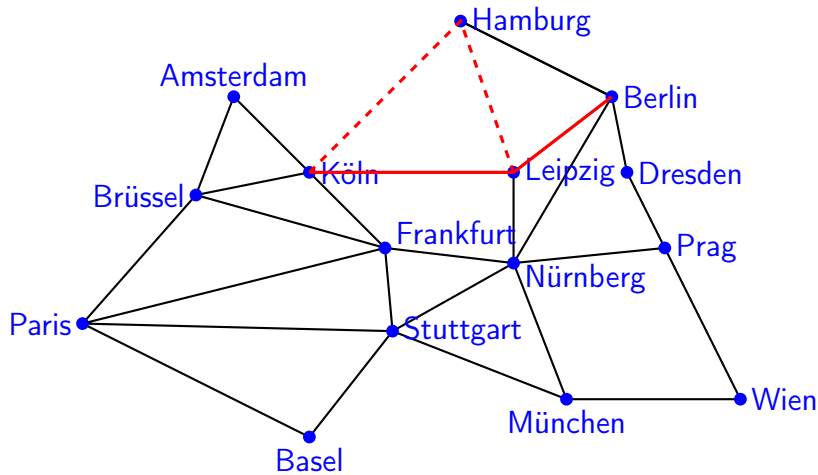 Hamburg
Amsterdam
Berlin
Köln
Leipzig
Dresden
Brüssel
Frankfurt
Prag
Nürnberg
Paris
Stuttgart
Wien
München
Basel